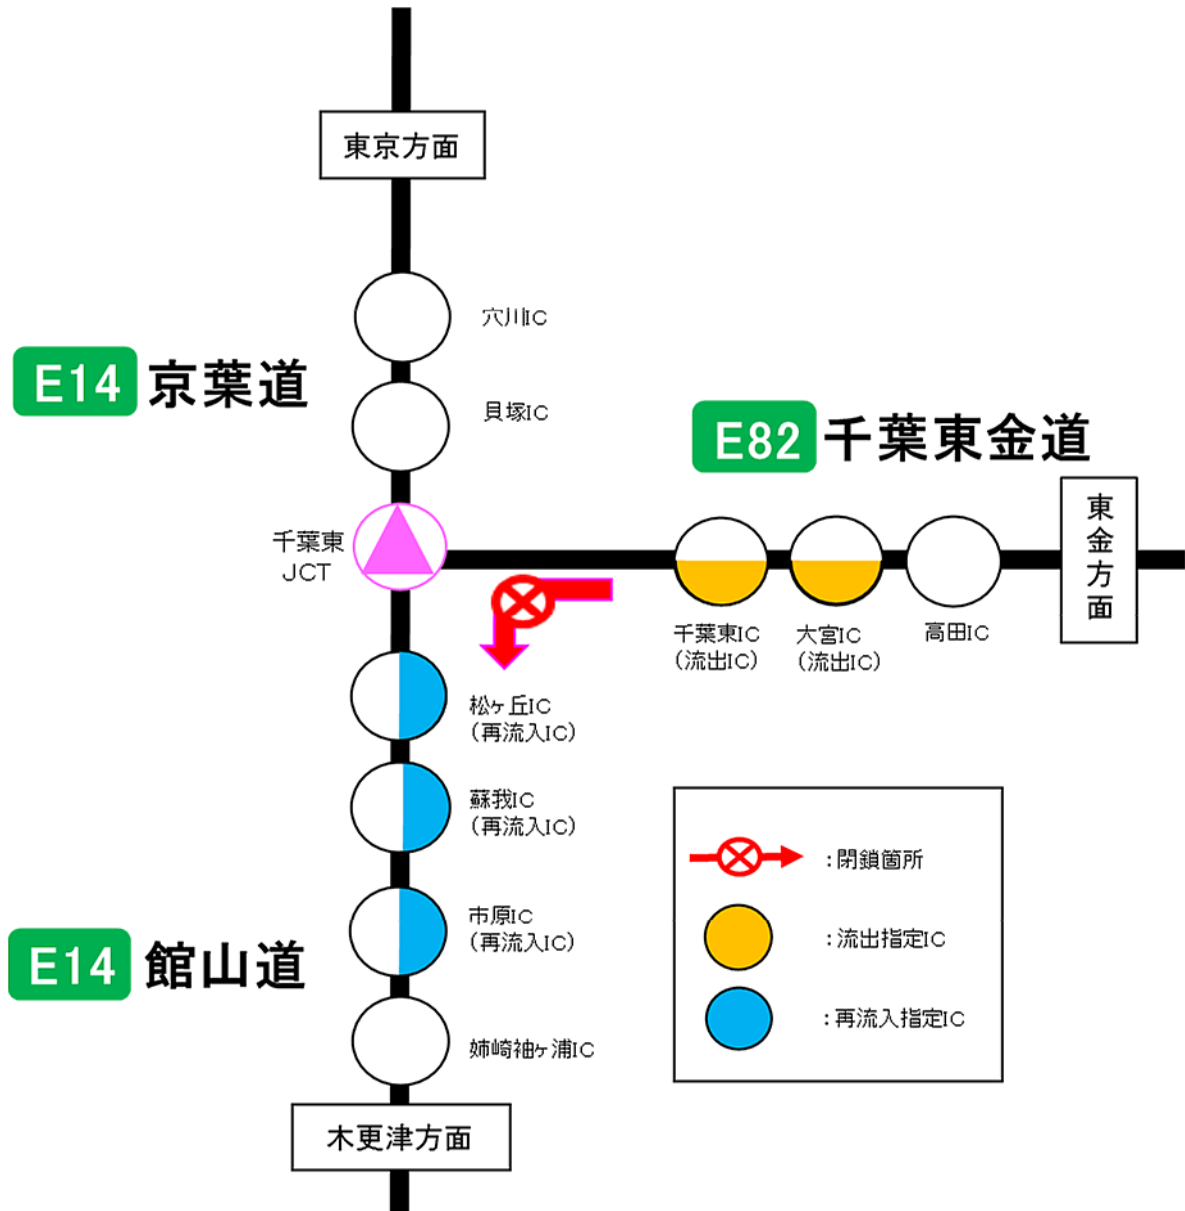 東京方面
穴川IC
E14 京葉道
貝塚IC
E82 千葉東金道
東金方面
千葉東
JCT
千葉東IC
(流出IC)
大宮IC
(流出IC)
高田IC
松ヶ丘IC
(再流入IC)
蘇我IC
(再流入IC)
市原IC
(再流入IC)
E14 館山道
姉崎袖ヶ浦IC
木更津方面
:閉鎖箇所
:流出指定IC
:再流入指定IC